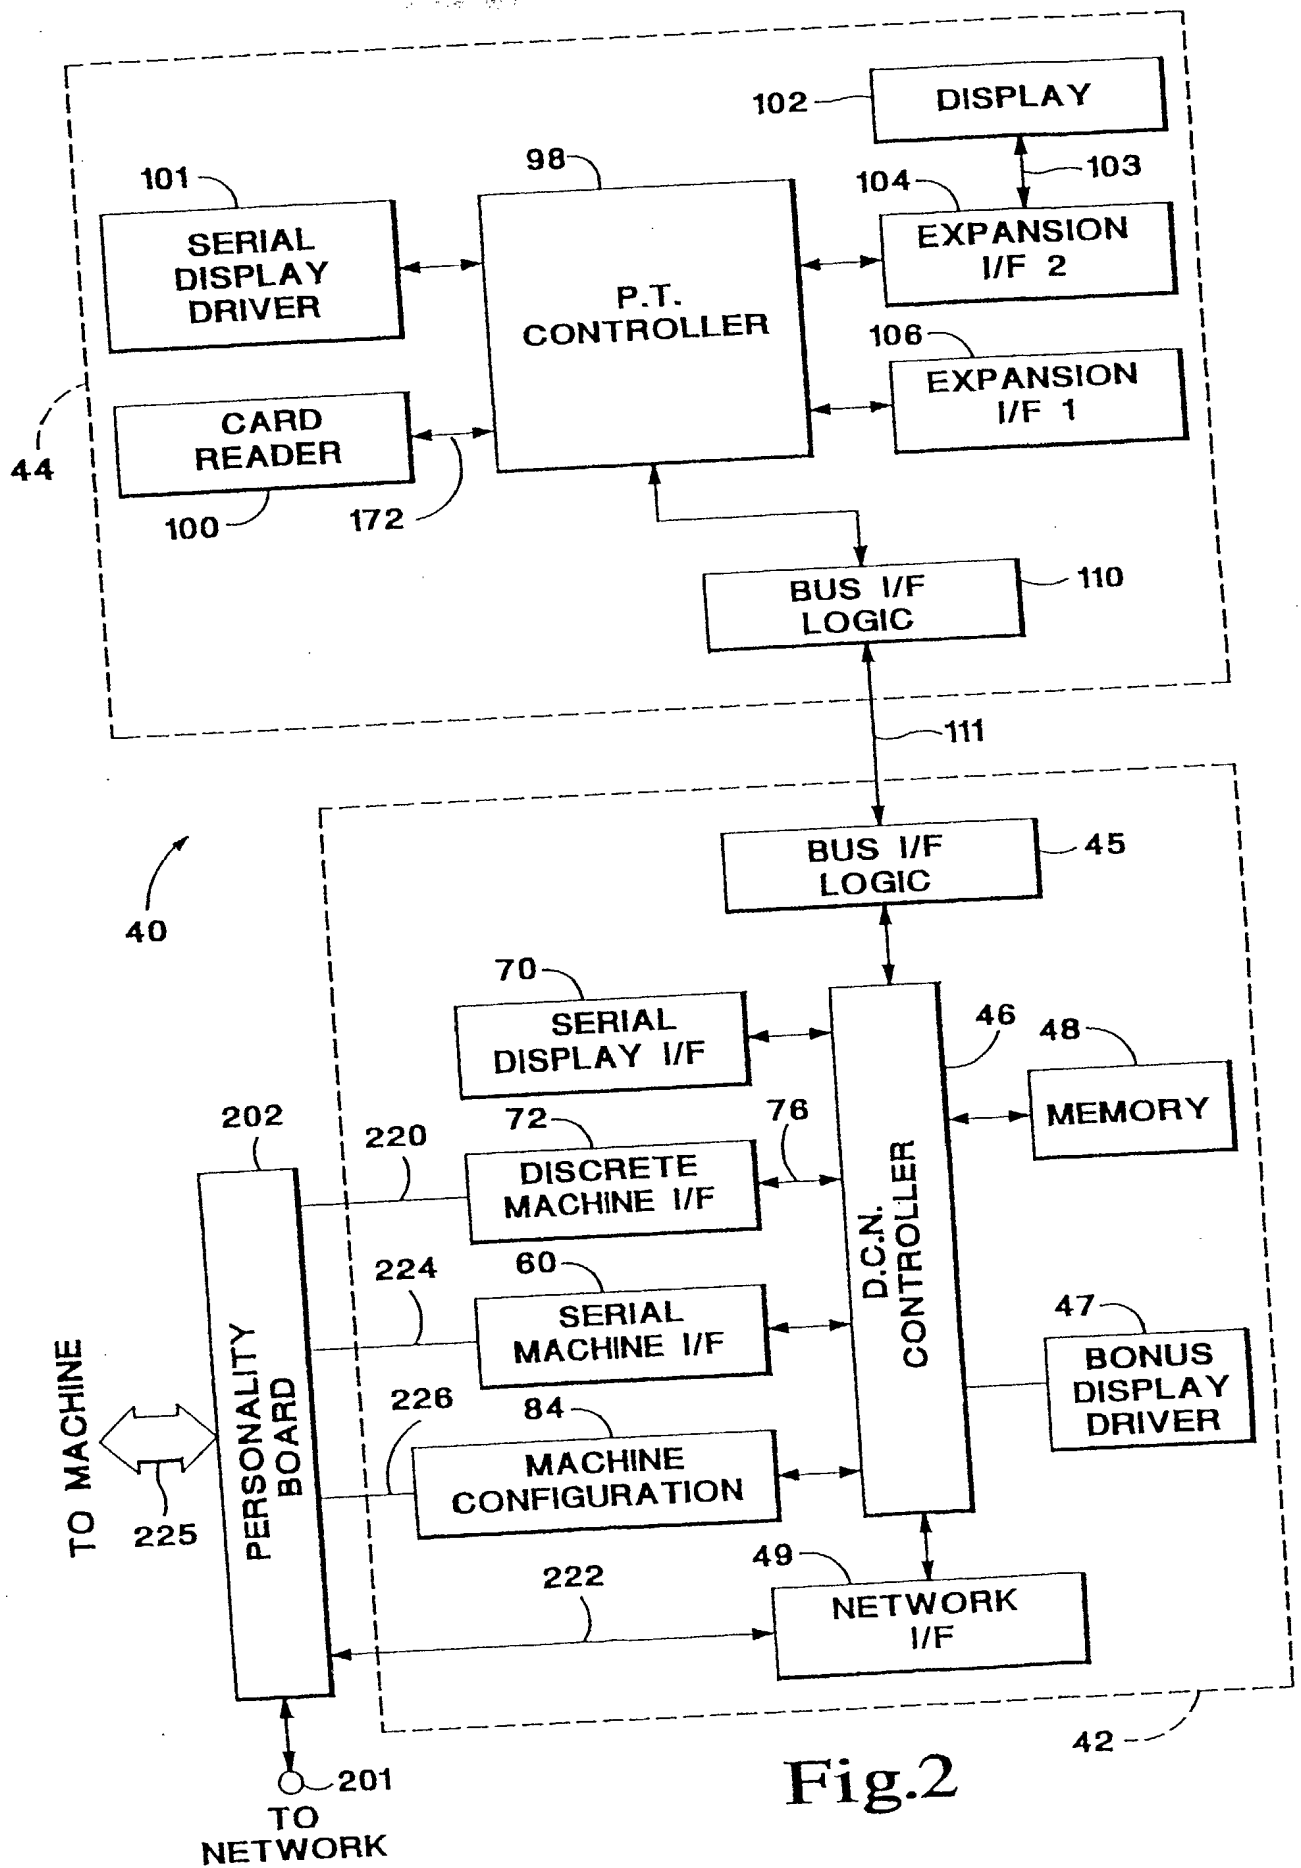 102
DISPLAY
103
98
101
104
SERIAL
DISPLAY
DRIVER
EXPANSION
I/F 2
P.T.
CONTROLLER
106
EXPANSION
I/F 1
44
CARD
READER
100
172
BUS I/F
LOGIC
110
111
BUS I/F
LOGIC
45
40
70
SERIAL
DISPLAY I/F
46
48
MEMORY
202
220
72
76
DISCRETE
MACHINE I/F
D.C.N.
CONTROLLER
224
60
SERIAL
MACHINE I/F
47
BONUS
DISPLAY
DRIVER
TO MACHINE
225
PERSONALITY
BOARD
226
84
MACHINE
CONFIGURATION
222
49
NETWORK
I/F
42
201
TO
NETWORK
Fig.2